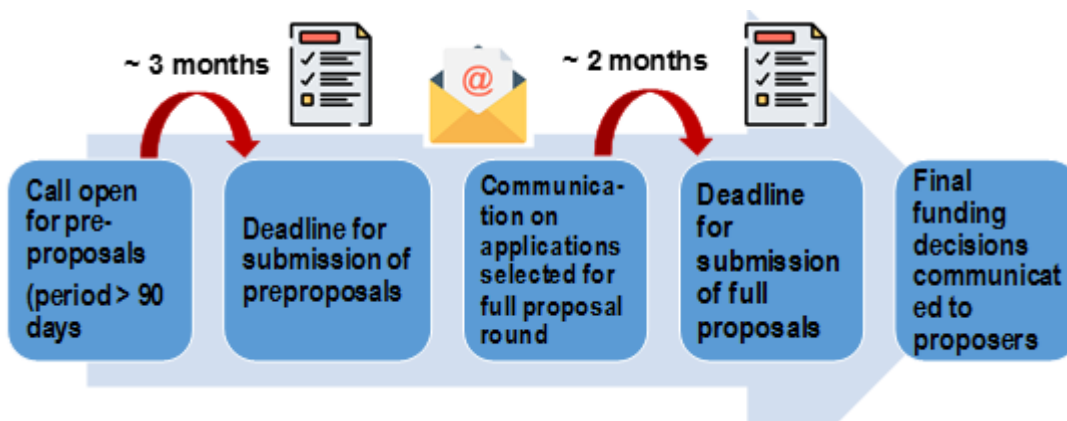 ~ 3 months
@
~ 2 months
Call open
for pre-
proposals
(period > 90
days
Deadline for
submission of
preproposals
Communica-
tion on
applications
selected for
full proposal
round
Deadline
for
submission
of full
proposals
Final
funding
decisions
communicat
ed to
proposers